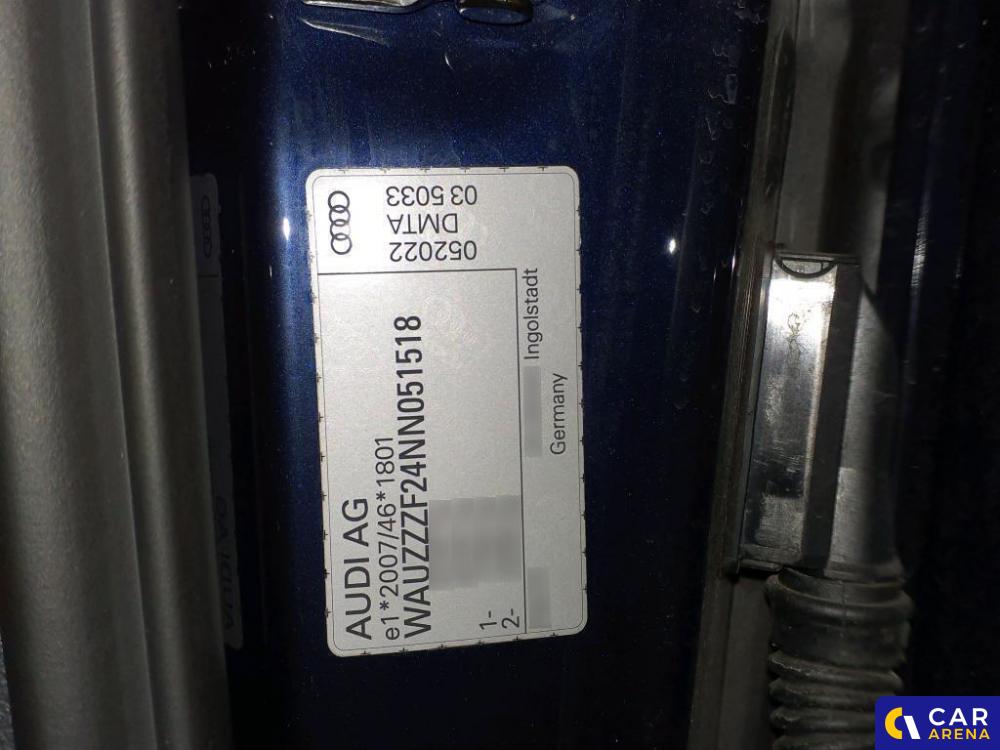 AUDI AG
e1*2007/46*1801
WAUZZZF24NN051518
1-
2-
Ingolstadt
Germany
052022
DMTA
03 5033
CAR
ARENA